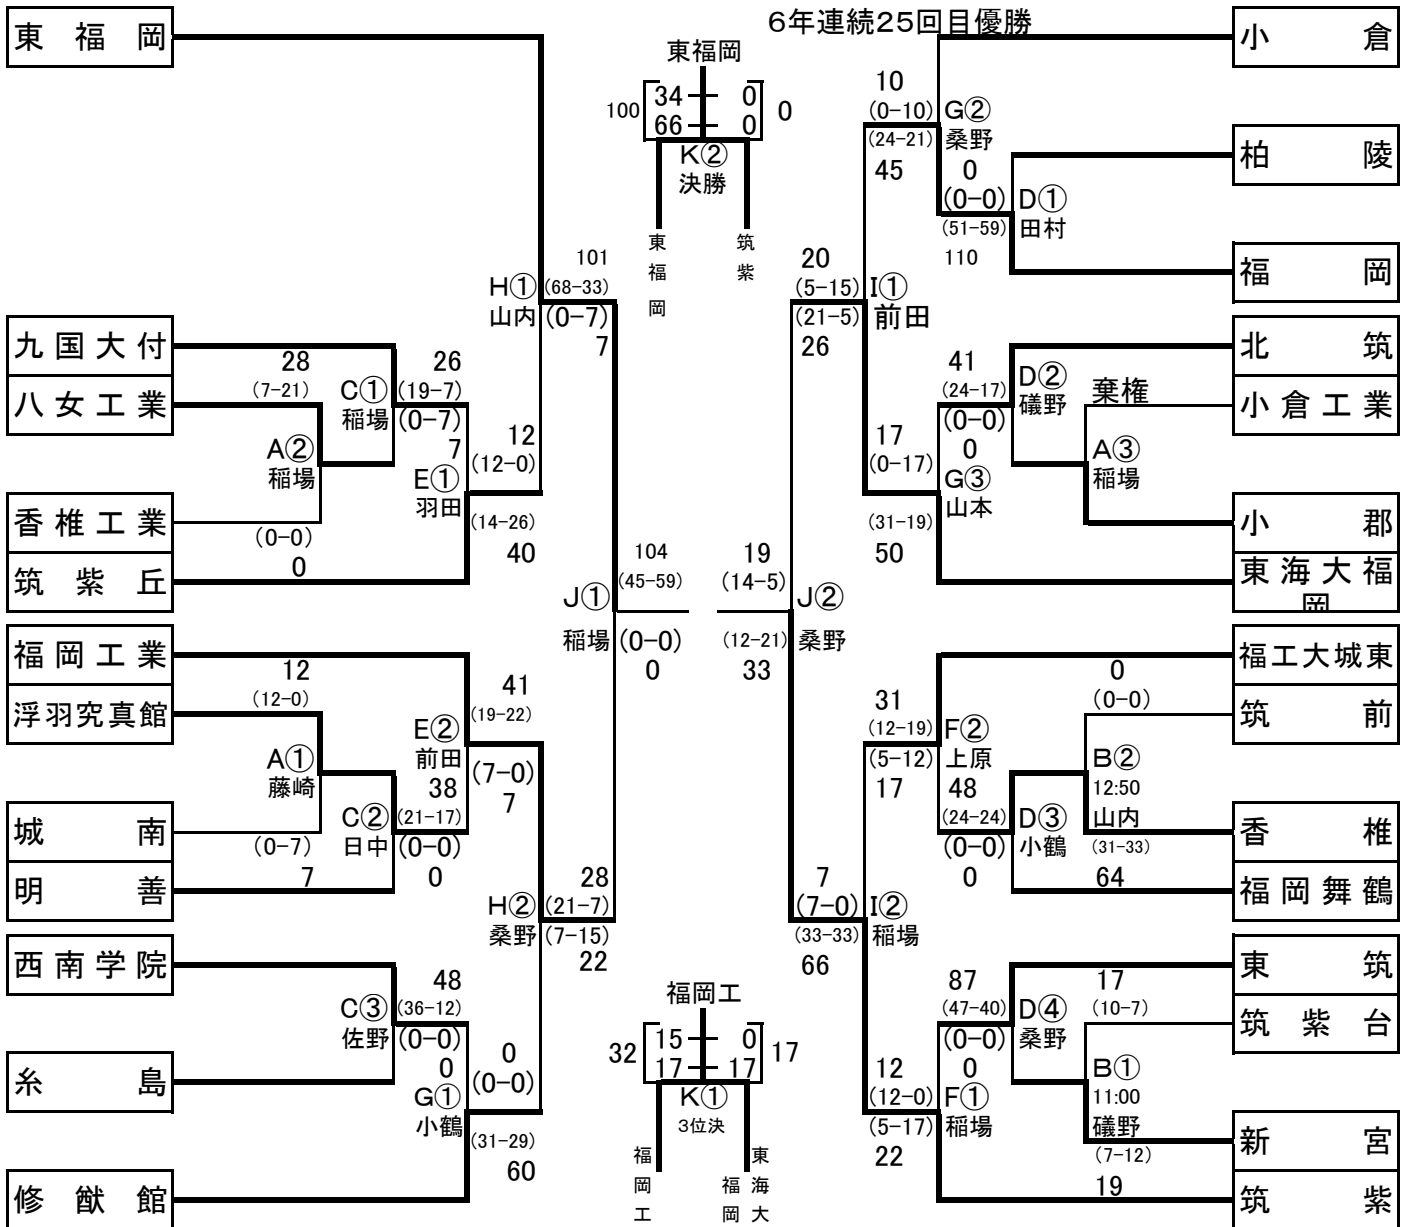 6年連続25回目優勝
東福岡
九国大付
八女工業
香椎工業
筑紫丘
福岡工業
浮羽究真館
城南
明善
西南学院
糸島
修猷館
28
(7-21)
A②
稲場
(0-0)
0
C①
稲場
26
(19-7)
(0-7)
7
E①
羽田
12
(12-0)
(14-26)
40
H①
山内
101
(68-33)
(0-7)
7
12
(12-0)
A①
藤崎
(0-7)
7
C②
日中
38
(21-17)
(0-0)
0
E②
前田
41
(19-22)
(7-0)
7
C③
佐野
48
(36-12)
(0-0)
0
G①
小鶴
0
(0-0)
(31-29)
60
H②
桑野
28
(21-7)
(7-15)
22
J①
稲場
104
(45-59)
(0-0)
0
東福岡
100
34
0
66
0
0
K②
決勝
東福岡
筑紫
福岡工
32
15
0
17
17
17
K①
3位決
福岡工
東海大福岡
19
(14-5)
J②
桑野
(12-21)
33
20
(5-15)
(21-5)
26
I①
前田
10
(0-10)
(24-21)
45
G②
桑野
0
(0-0)
(51-59)
110
D①
田村
17
(0-17)
(31-19)
50
G③
山本
41
(24-17)
(0-0)
0
D②
礒野
棄権
A③
稲場
7
(7-0)
(33-33)
66
I②
稲場
31
(12-19)
(5-12)
17
F②
上原
48
(24-24)
(0-0)
0
D③
小鶴
0
(0-0)
B②
12:50
山内
(31-33)
64
12
(12-0)
(5-17)
22
F①
稲場
87
(47-40)
(0-0)
0
D④
桑野
17
(10-7)
B①
11:00
礒野
(7-12)
19
小倉
柏陵
福岡
北筑
小倉工業
小郡
東海大福
岡
福工大城東
筑前
香椎
福岡舞鶴
東筑
筑紫台
新宮
筑紫